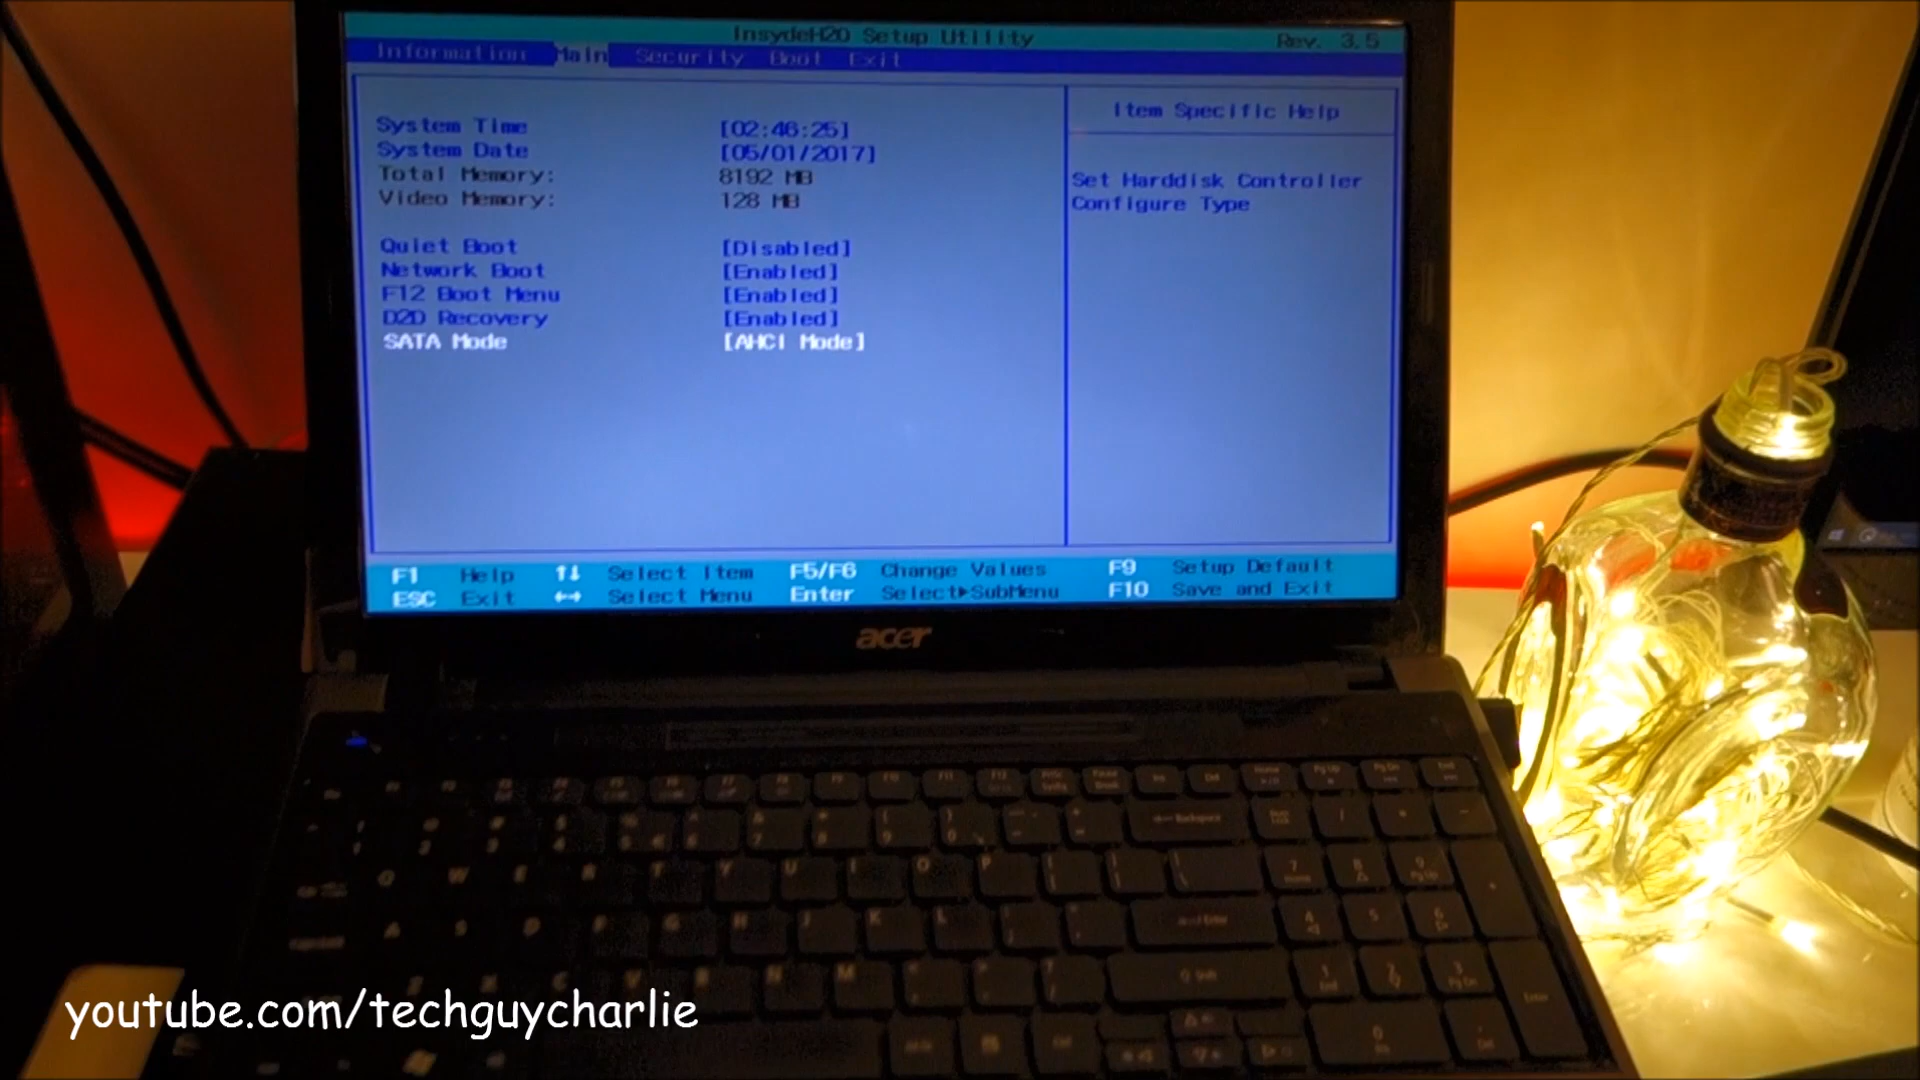 InsydeH20 Setup Utility Rev. 3.5
Information Main Security Boot Exit
Item Specific Help
System Time [02:46:25]
System Date [05/01/2017]
Total Memory: 8192 MB
Video Memory: 128 MB
Set Harddisk Controller
Configure Type
Quiet Boot [Disabled]
Network Boot [Enabled]
F12 Boot Menu [Enabled]
D2D Recovery [Enabled]
SATA Mode [AHCI Mode]
F1 Help ↑↓ Select Item F5/F6 Change Values F9 Setup Default
ESC Exit ↔ Select Menu Enter Select▶SubMenu F10 Save and Exit
acer
youtube.com/techguycharlie